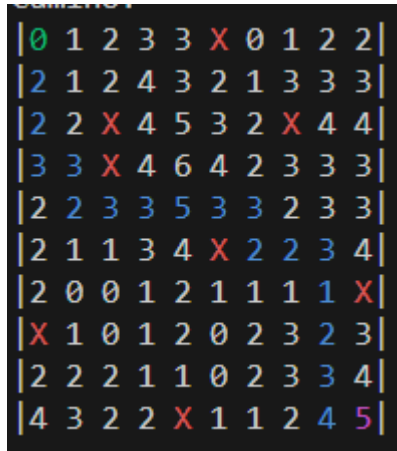 |0 1 2 3 3 X 0 1 2 2|
|2 1 2 4 3 2 1 3 3 3|
|2 2 X 4 5 3 2 X 4 4|
|3 3 X 4 6 4 2 3 3 3|
|2 2 3 3 5 3 3 2 3 3|
|2 1 1 3 4 X 2 2 3 4|
|2 0 0 1 2 1 1 1 1 X|
|X 1 0 1 2 0 2 3 2 3|
|2 2 2 1 1 0 2 3 3 4|
|4 3 2 2 X 1 1 2 4 5|